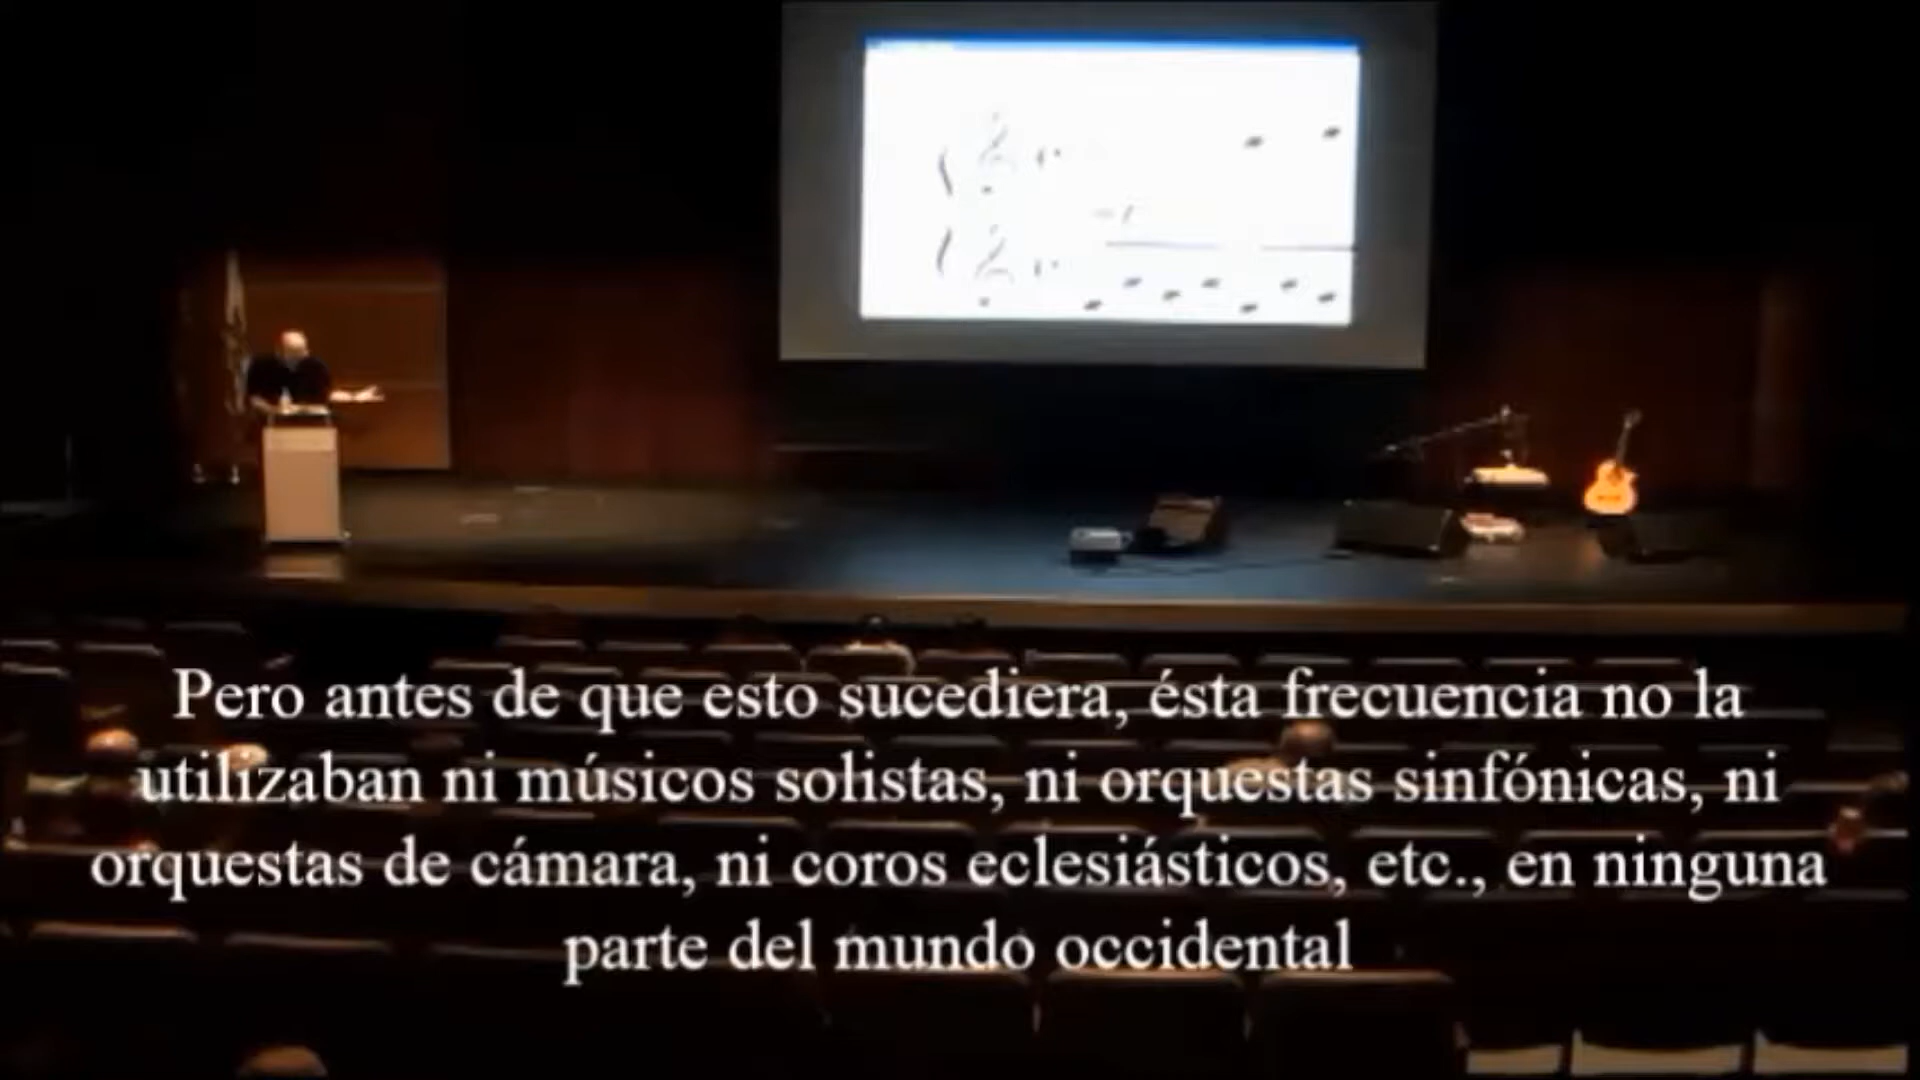 Pero antes de que esto sucediera, ésta frecuencia no la
utilizaban ni músicos solistas, ni orquestas sinfónicas, ni
orquestas de cámara, ni coros eclesiásticos, etc., en ninguna
parte del mundo occidental